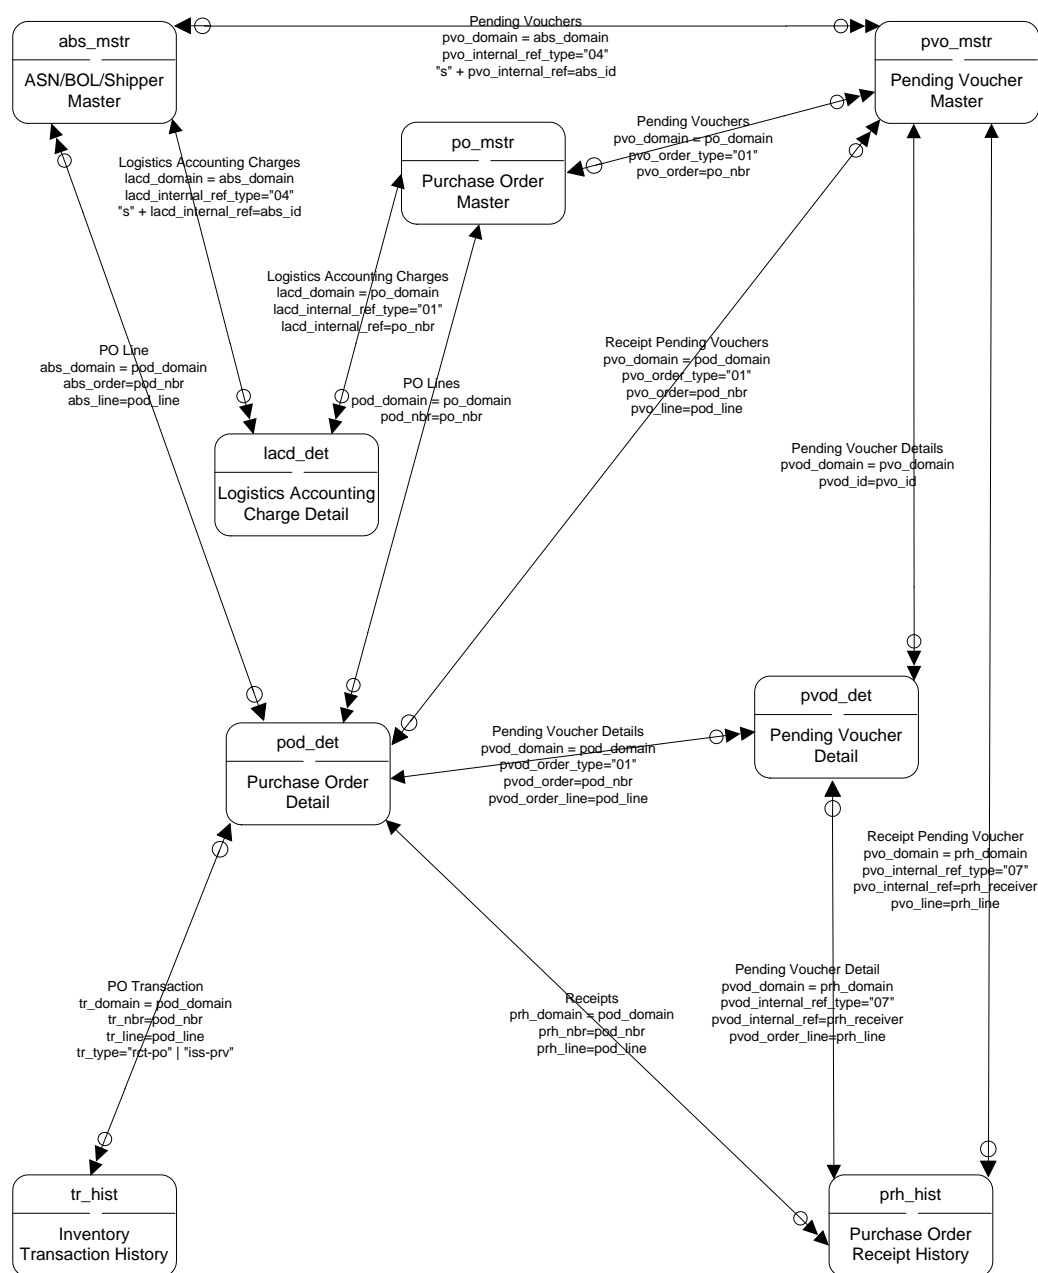 Pending Vouchers
pvo_domain = abs_domain
pvo_internal_ref_type="04"
"s" + pvo_internal_ref=abs_id
abs_mstr
ASN/BOL/Shipper
Master
pvo_mstr
Pending Voucher
Master
Pending Vouchers
pvo_domain = po_domain
pvo_order_type="01"
pvo_order=po_nbr
po_mstr
Purchase Order
Master
Logistics Accounting Charges
lacd_domain = abs_domain
lacd_internal_ref_type="04"
"s" + lacd_internal_ref=abs_id
Logistics Accounting Charges
lacd_domain = po_domain
lacd_internal_ref_type="01"
lacd_internal_ref=po_nbr
PO Line
abs_domain = pod_domain
abs_order=pod_nbr
abs_line=pod_line
Receipt Pending Vouchers
pvo_domain = pod_domain
pvo_order_type="01"
pvo_order=pod_nbr
pvo_line=pod_line
PO Lines
pod_domain = po_domain
pod_nbr=po_nbr
lacd_det
Logistics Accounting
Charge Detail
Pending Voucher Details
pvod_domain = pvo_domain
pvod_id=pvo_id
pvod_det
Pending Voucher
Detail
pod_det
Purchase Order
Detail
Pending Voucher Details
pvod_domain = pod_domain
pvod_order_type="01"
pvod_order=pod_nbr
pvod_order_line=pod_line
Receipt Pending Voucher
pvo_domain = prh_domain
pvo_internal_ref_type="07"
pvo_internal_ref=prh_receiver
pvo_line=prh_line
Pending Voucher Detail
pvod_domain = prh_domain
pvod_internal_ref_type="07"
pvod_internal_ref=prh_receiver
pvod_order_line=prh_line
PO Transaction
tr_domain = pod_domain
tr_nbr=pod_nbr
tr_line=pod_line
tr_type="rct-po" | "iss-prv"
Receipts
prh_domain = pod_domain
prh_nbr=pod_nbr
prh_line=pod_line
tr_hist
Inventory
Transaction History
prh_hist
Purchase Order
Receipt History